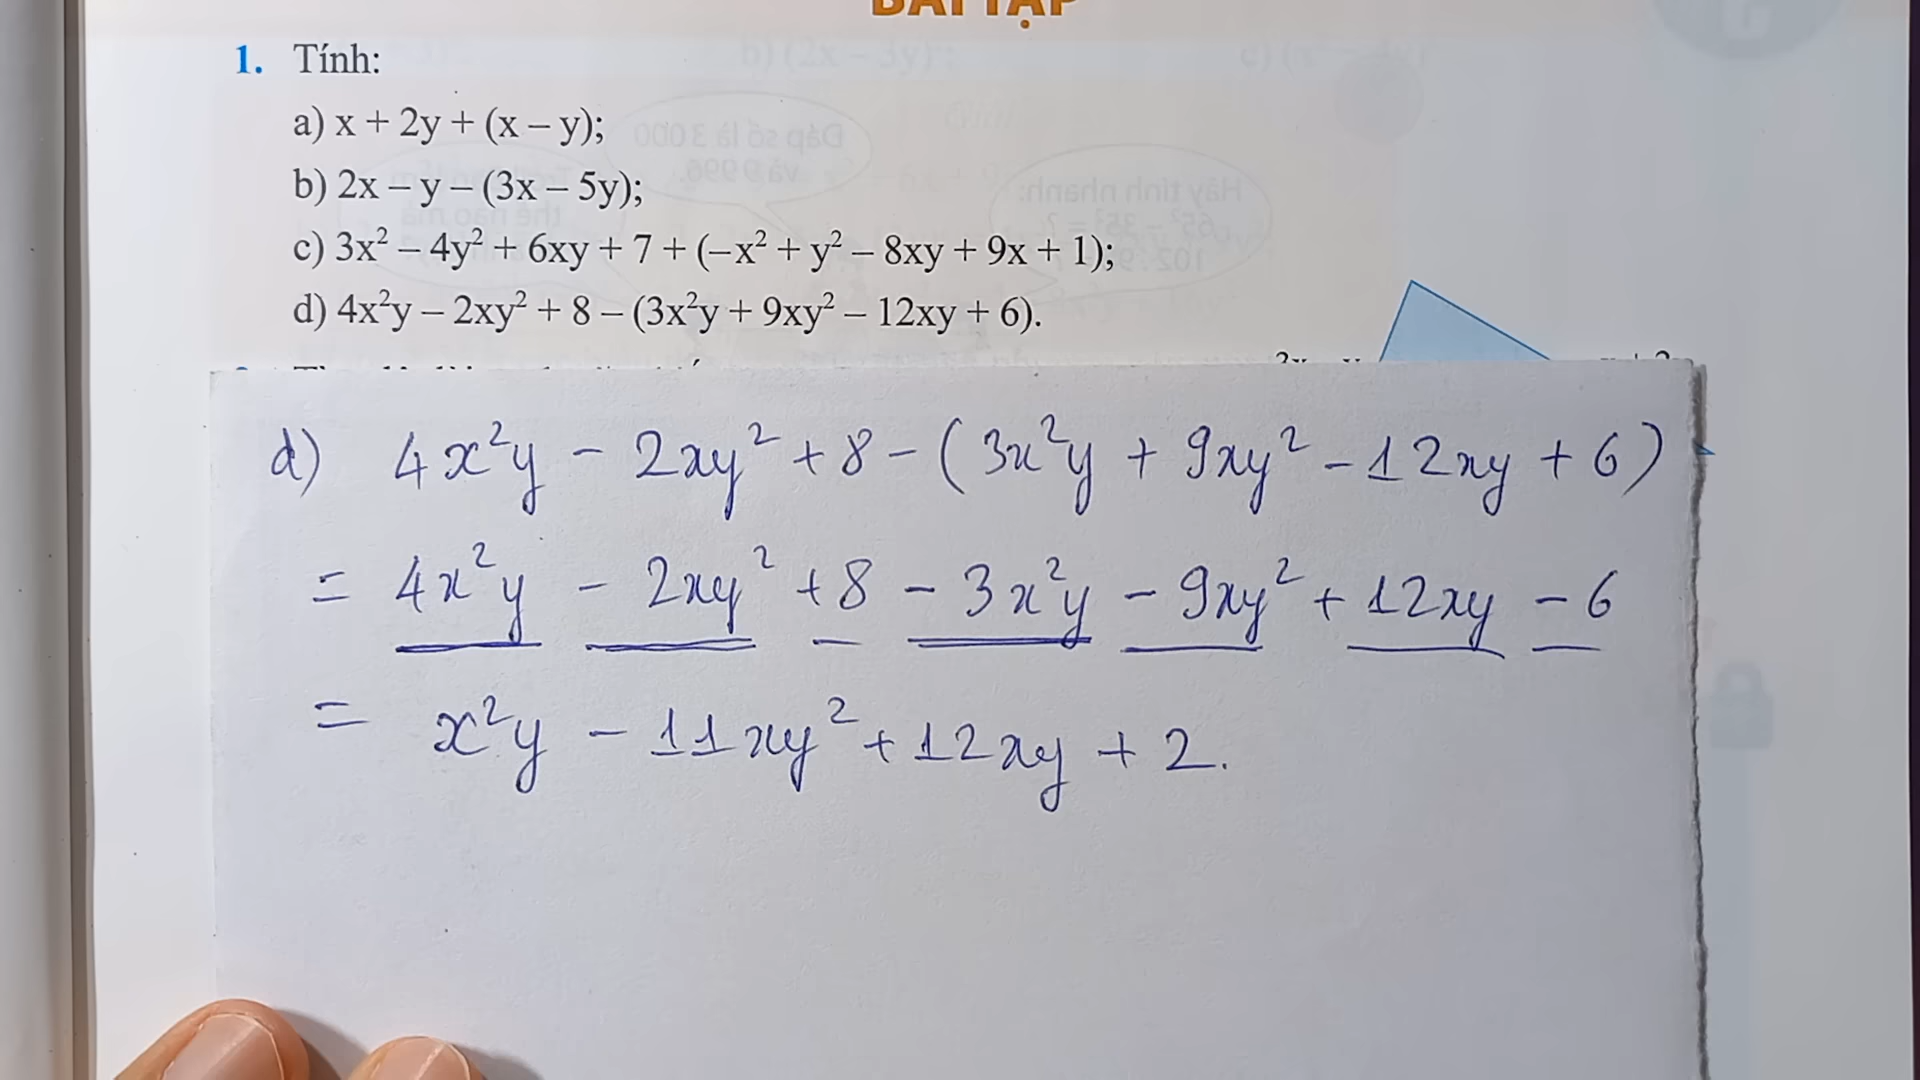 BÀI TẬP
1. Tính:
a) x + 2y + (x – y);
b) 2x – y – (3x – 5y);
c) 3x² – 4y² + 6xy + 7 + (–x² + y² – 8xy + 9x + 1);
d) 4x²y – 2xy² + 8 – (3x²y + 9xy² – 12xy + 6).
d) 4x²y - 2xy² + 8 - (3x²y + 9xy² - 12xy + 6)
= 4x²y - 2xy² + 8 - 3x²y - 9xy² + 12xy - 6
= x²y - 11xy² + 12xy + 2.